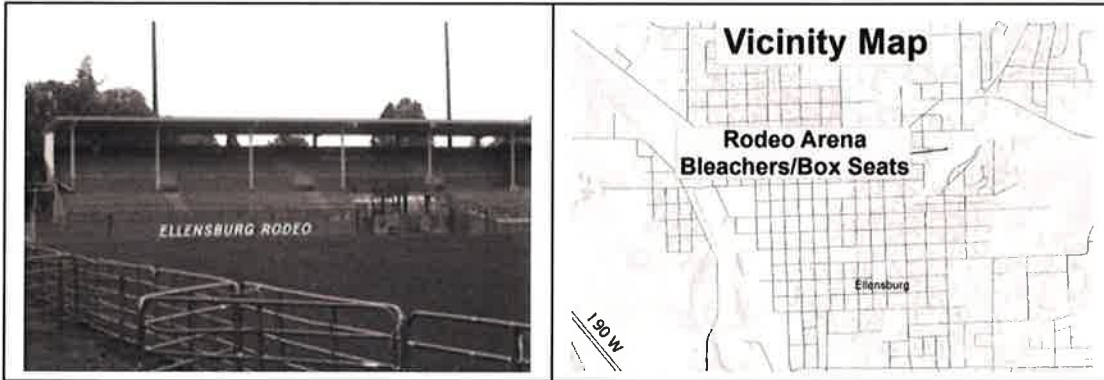 ELLENSBURG RODEO
Vicinity Map
Rodeo Arena
Bleachers/Box Seats
Ellensburg
I 90 W